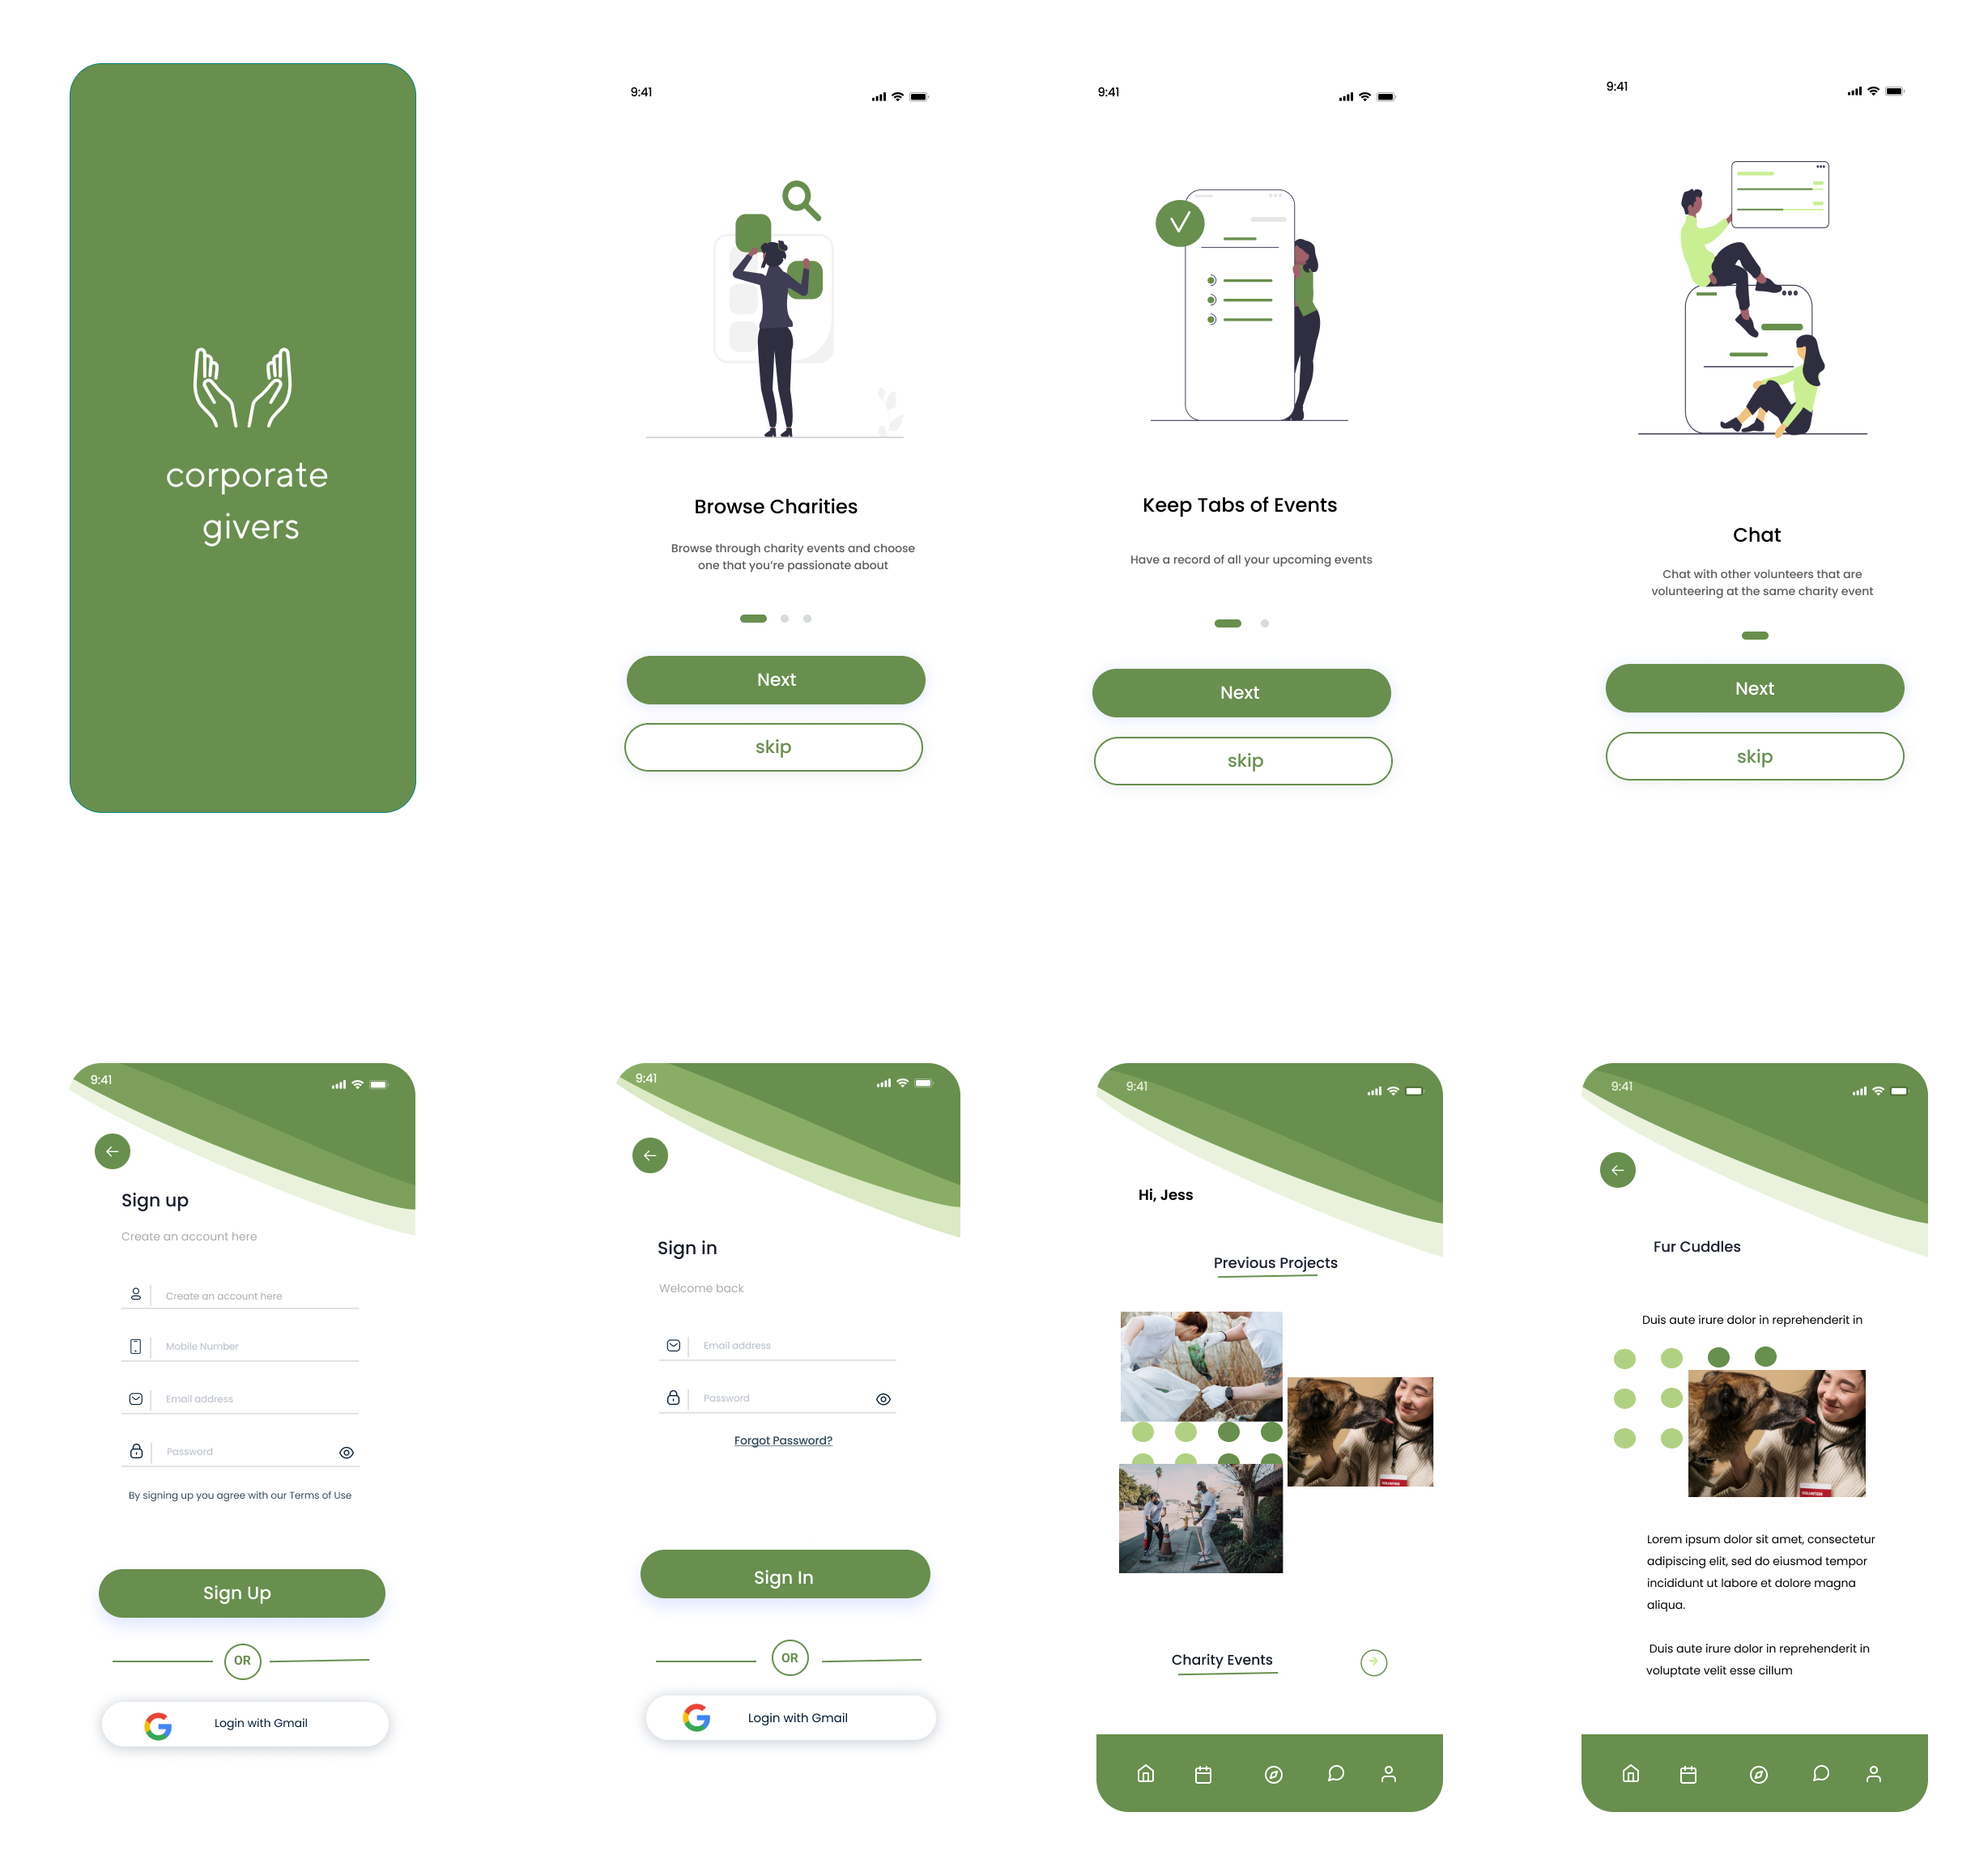 corporate
givers
9:41
Browse Charities
Browse through charity events and choose
one that you're passionate about
Next
skip
9:41
Keep Tabs of Events
Have a record of all your upcoming events
Next
skip
9:41
Chat
Chat with other volunteers that are
volunteering at the same charity event
Next
skip
9:41
Sign up
Create an account here
Create an account here
Mobile Number
Email address
Password
By signing up you agree with our Terms of Use
Sign Up
OR
Login with Gmail
9:41
Sign in
Welcome back
Email address
Password
Forgot Password?
Sign In
OR
Login with Gmail
9:41
Hi, Jess
Previous Projects
VOLUNTEER
Charity Events
9:41
Fur Cuddles
Duis aute irure dolor in reprehenderit in
VOLUNTEER
Lorem ipsum dolor sit amet, consectetur
adipiscing elit, sed do eiusmod tempor
incididunt ut labore et dolore magna
aliqua.
Duis aute irure dolor in reprehenderit in
voluptate velit esse cillum